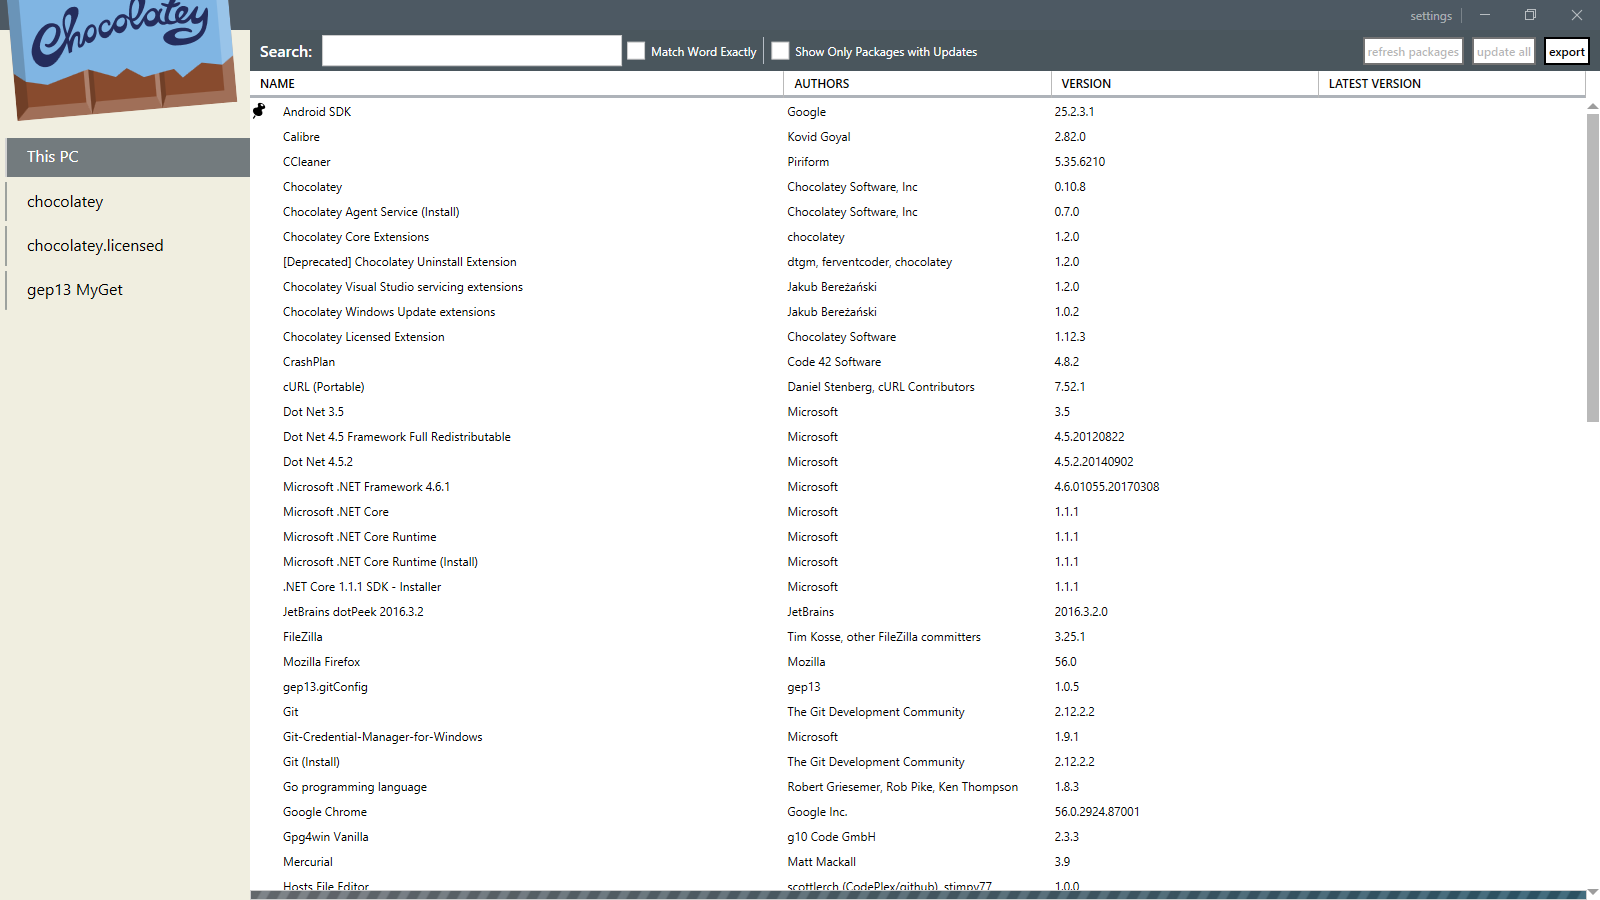 Chocolatey
settings
Search:
Match Word Exactly
Show Only Packages with Updates
refresh packages
update all
export
This PC
chocolatey
chocolatey.licensed
gep13 MyGet
NAME AUTHORS VERSION LATEST VERSION
Android SDK Google 25.2.3.1
Calibre Kovid Goyal 2.82.0
CCleaner Piriform 5.35.6210
Chocolatey Chocolatey Software, Inc 0.10.8
Chocolatey Agent Service (Install) Chocolatey Software, Inc 0.7.0
Chocolatey Core Extensions chocolatey 1.2.0
[Deprecated] Chocolatey Uninstall Extension dtgm, ferventcoder, chocolatey 1.2.0
Chocolatey Visual Studio servicing extensions Jakub Bereżański 1.2.0
Chocolatey Windows Update extensions Jakub Bereżański 1.0.2
Chocolatey Licensed Extension Chocolatey Software 1.12.3
CrashPlan Code 42 Software 4.8.2
cURL (Portable) Daniel Stenberg, cURL Contributors 7.52.1
Dot Net 3.5 Microsoft 3.5
Dot Net 4.5 Framework Full Redistributable Microsoft 4.5.20120822
Dot Net 4.5.2 Microsoft 4.5.2.20140902
Microsoft .NET Framework 4.6.1 Microsoft 4.6.01055.20170308
Microsoft .NET Core Microsoft 1.1.1
Microsoft .NET Core Runtime Microsoft 1.1.1
Microsoft .NET Core Runtime (Install) Microsoft 1.1.1
.NET Core 1.1.1 SDK - Installer Microsoft 1.1.1
JetBrains dotPeek 2016.3.2 JetBrains 2016.3.2.0
FileZilla Tim Kosse, other FileZilla committers 3.25.1
Mozilla Firefox Mozilla 56.0
gep13.gitConfig gep13 1.0.5
Git The Git Development Community 2.12.2.2
Git-Credential-Manager-for-Windows Microsoft 1.9.1
Git (Install) The Git Development Community 2.12.2.2
Go programming language Robert Griesemer, Rob Pike, Ken Thompson 1.8.3
Google Chrome Google Inc. 56.0.2924.87001
Gpg4win Vanilla g10 Code GmbH 2.3.3
Mercurial Matt Mackall 3.9
Hosts File Editor scottlerch (CodePlex/github), stimpy77 1.0.0